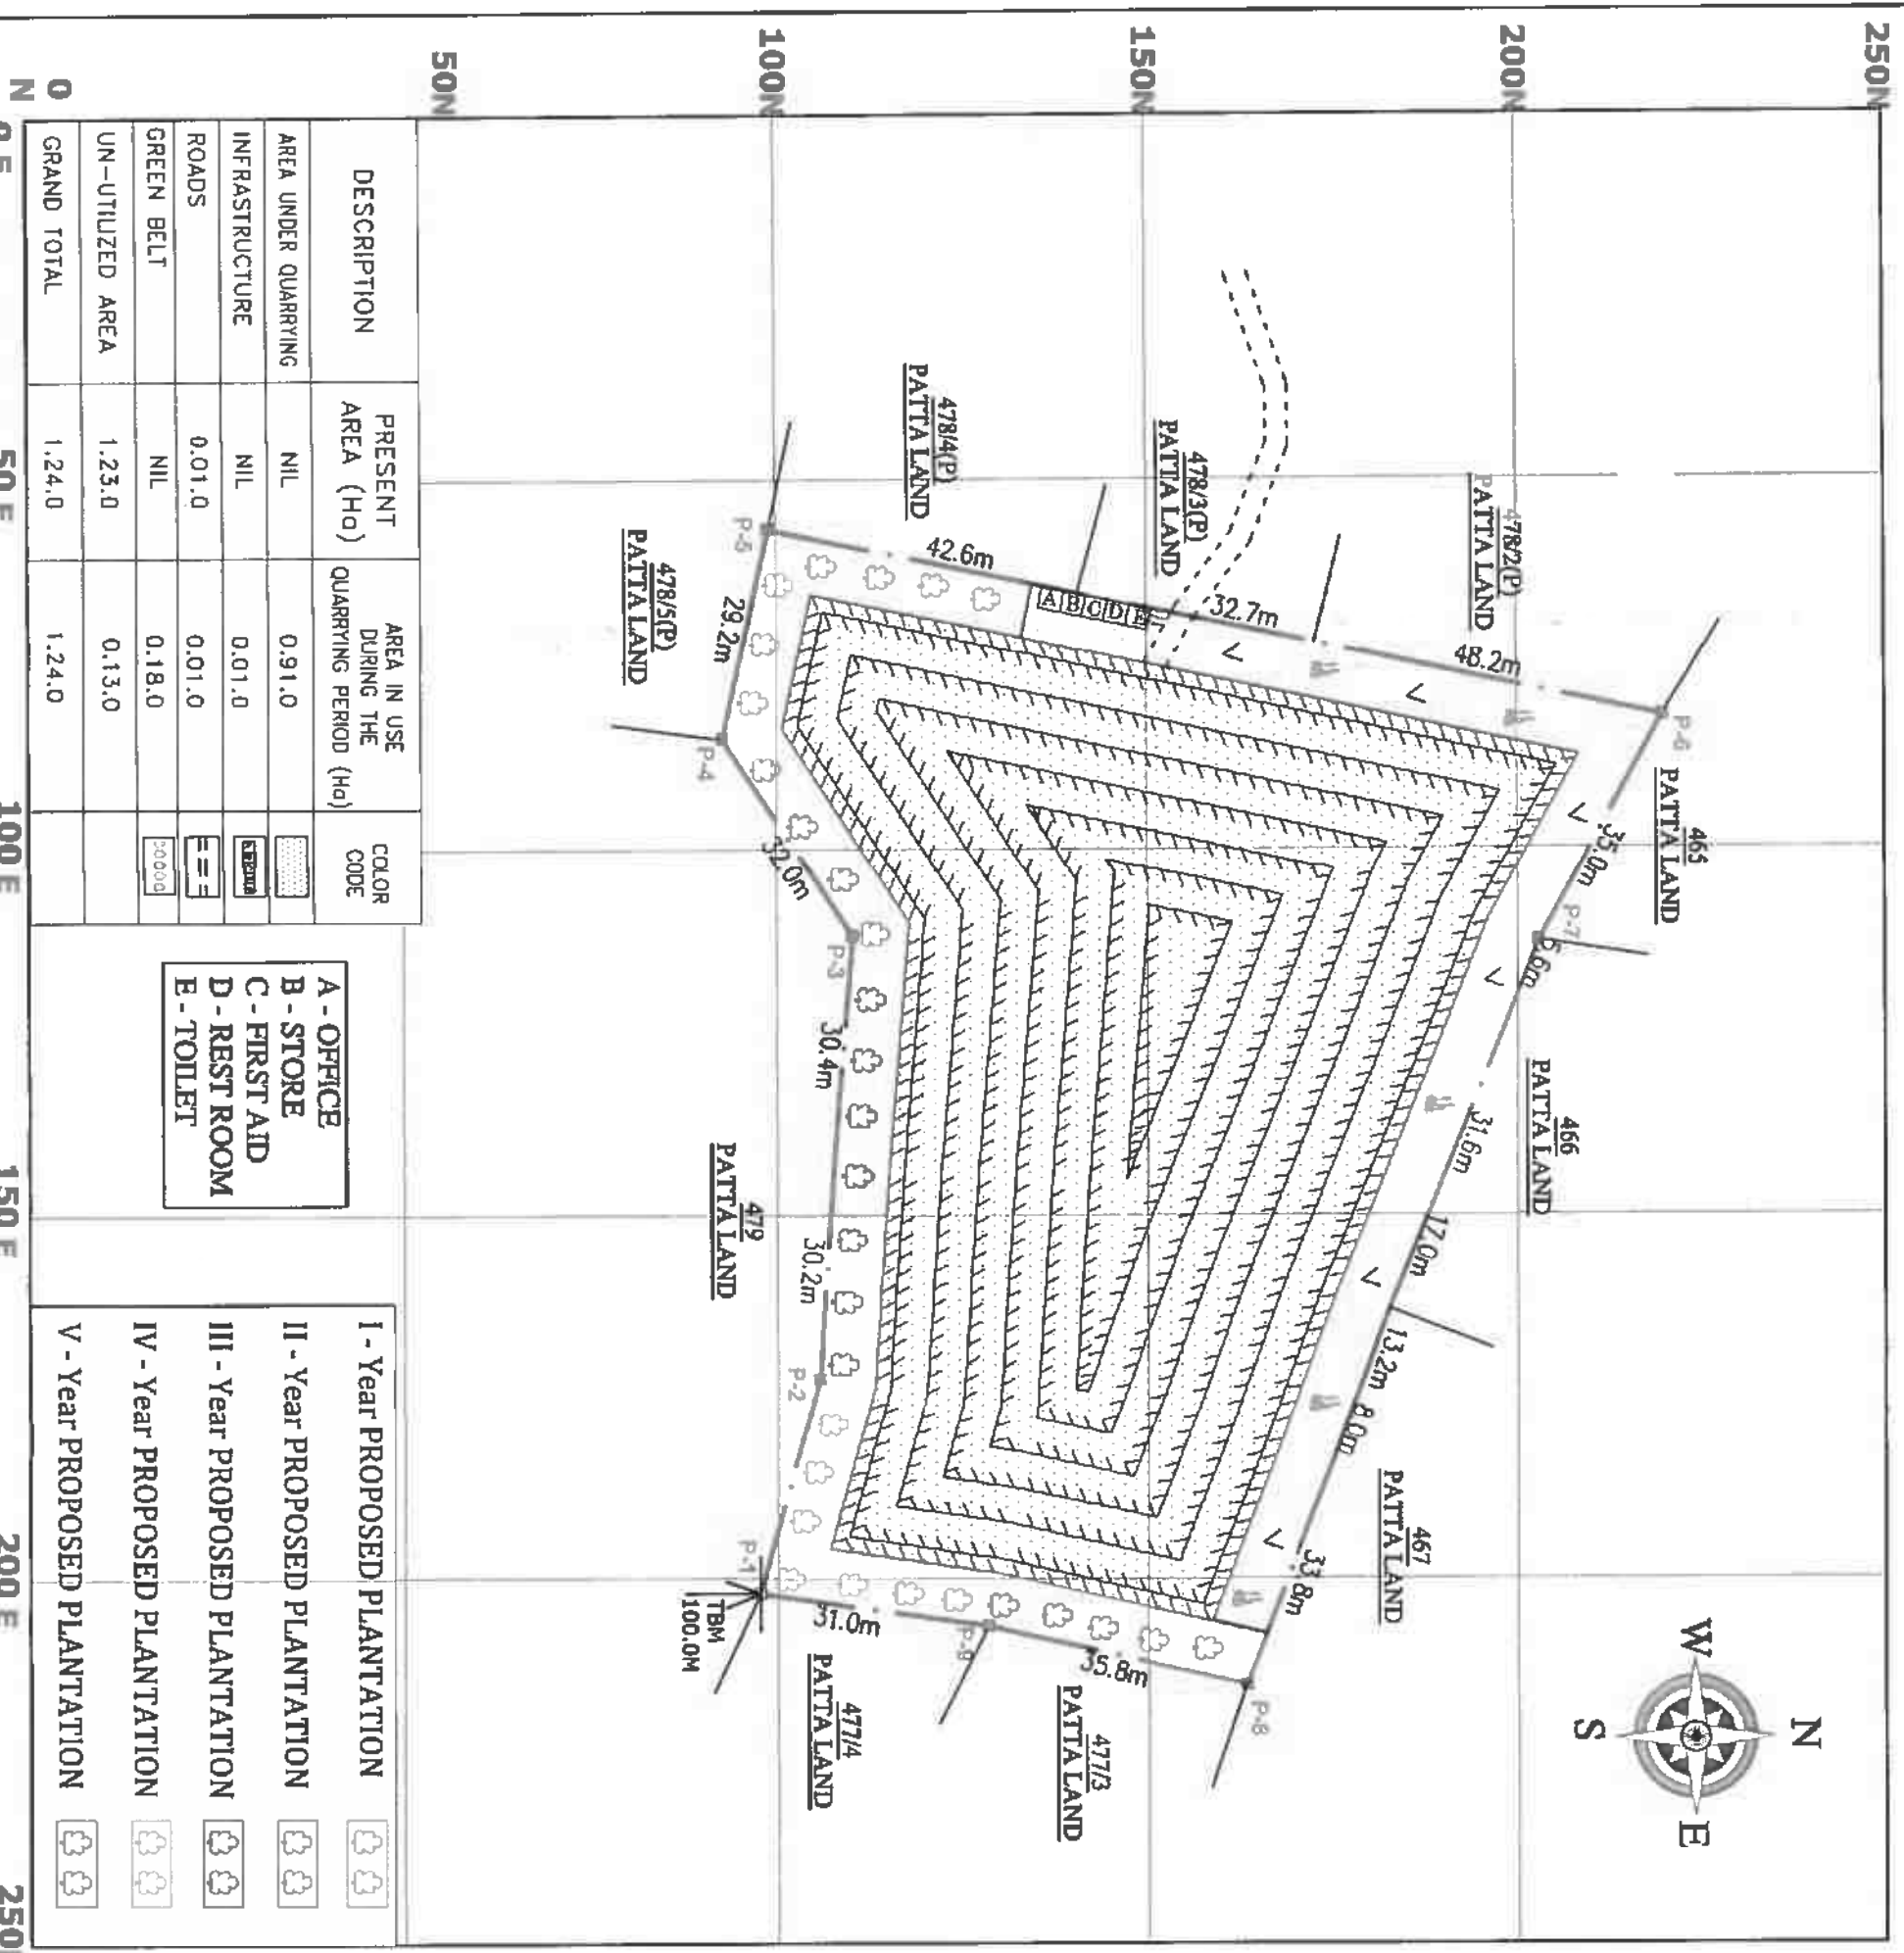 250N
200N
150N
100N
50N
0
N
0 E
50 E
100 E
150 E
200 E
250
N
W
E
S
465
PATTA LAND
466
PATTA LAND
467
PATTA LAND
478/2(P)
PATTA LAND
478/3(P)
PATTA LAND
478/4(P)
PATTA LAND
478/5(P)
PATTA LAND
479
PATTA LAND
477/4
PATTA LAND
477/3
PATTA LAND
P-6
48.2m
32.7m
42.6m
P-5
29.2m
P-4
32.0m
P-3
30.4m
30.2m
P-2
P-1
TBM
100.0M
31.0m
P-9
35.8m
P-8
33.8m
8.0m
13.2m
17.0m
31.6m
P-7
35.0m
A B C D E
DESCRIPTION PRESENT AREA (Ha) AREA IN USE DURING THE QUARRYING PERIOD (Ha) COLOR CODE
AREA UNDER QUARRYING NIL 0.91.0
INFRASTRUCTURE NIL 0.01.0
ROADS 0.01.0 0.01.0
GREEN BELT NIL 0.18.0
UN-UTILIZED AREA 1.23.0 0.13.0
GRAND TOTAL 1.24.0 1.24.0
A - OFFICE
B - STORE
C - FIRST AID
D - REST ROOM
E - TOILET
I - Year PROPOSED PLANTATION
II - Year PROPOSED PLANTATION
III - Year PROPOSED PLANTATION
IV - Year PROPOSED PLANTATION
V - Year PROPOSED PLANTATION